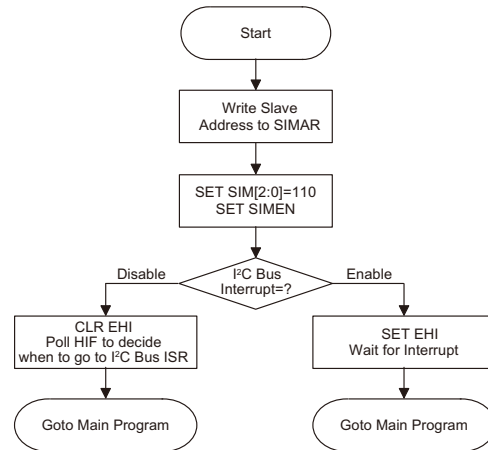 Start
Write Slave
Address to SIMAR
SET SIM[2:0]=110
SET SIMEN
I²C Bus
Interrupt=?
Disable
Enable
CLR EHI
Poll HIF to decide
when to go to I²C Bus ISR
SET EHI
Wait for Interrupt
Goto Main Program
Goto Main Program